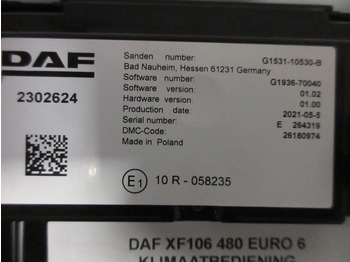 DAF
2302624
Sanden number: G1531-10530-B
Bad Nauheim, Hessen 61231 Germany
Software number: G1936-70040
Software version: 01.02
Hardware version: 01.00
Production date: 2021-05-5
Serial number: E 264319
DMC-Code: 26180974
Made in Poland
E1 10 R - 058235
DAF XF106 480 EURO 6
KLIMAATBEDIENING